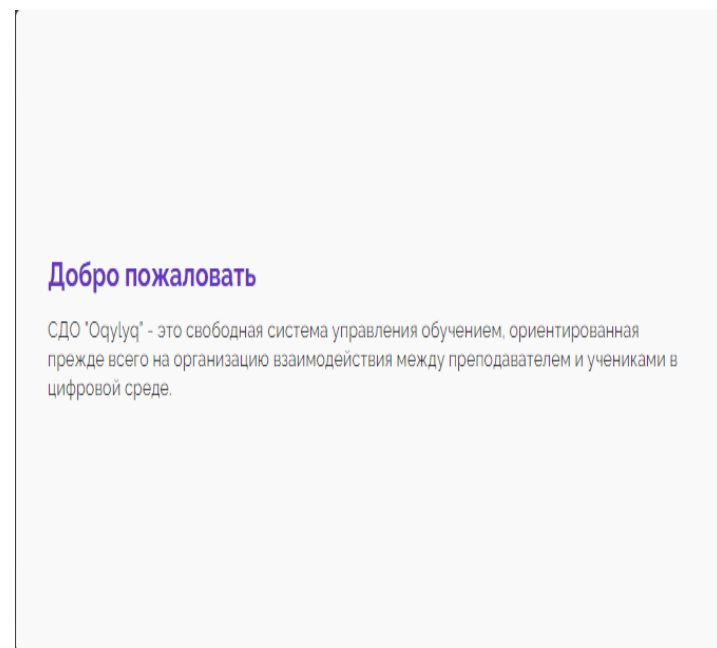 Добро пожаловать
СДО "Oqylyq" - это свободная система управления обучением, ориентированная
прежде всего на организацию взаимодействия между преподавателем и учениками в
цифровой среде.